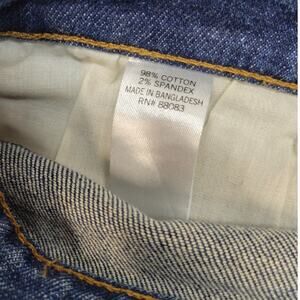 98% COTTON
2% SPANDEX
MADE IN BANGLADESH
RN# 88083